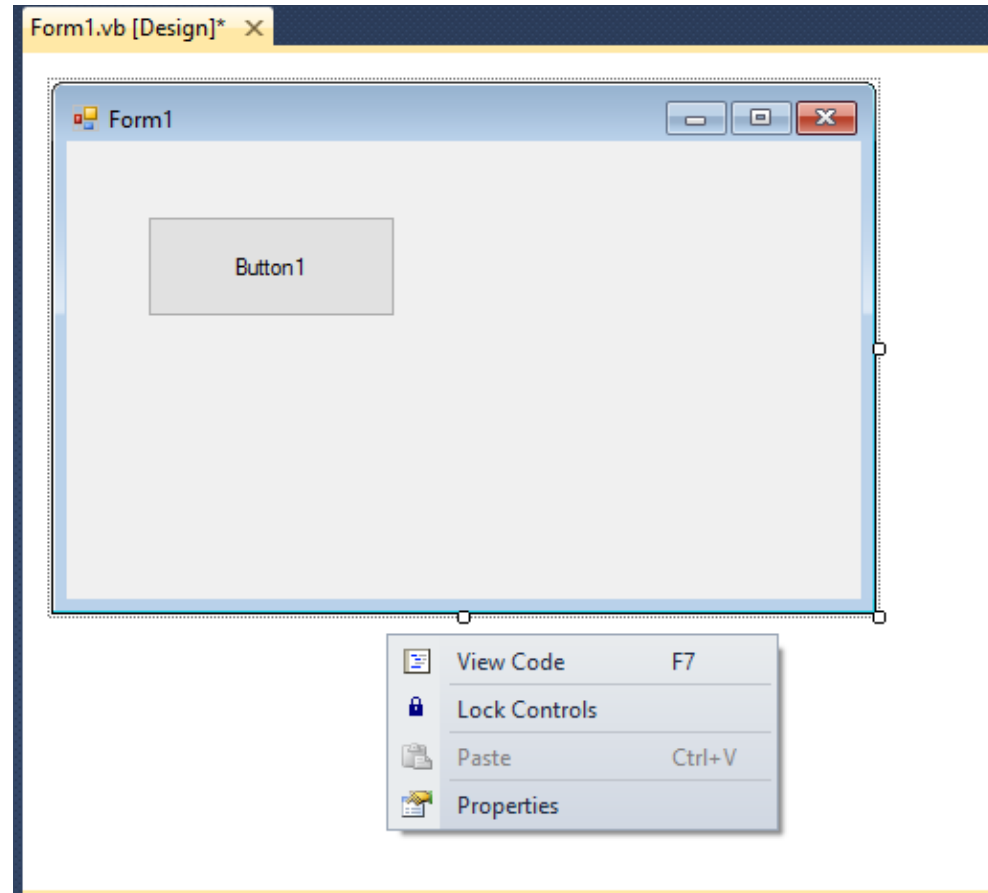 Form1.vb [Design]*
Form1
Button1
View Code F7
Lock Controls
Paste Ctrl+V
Properties